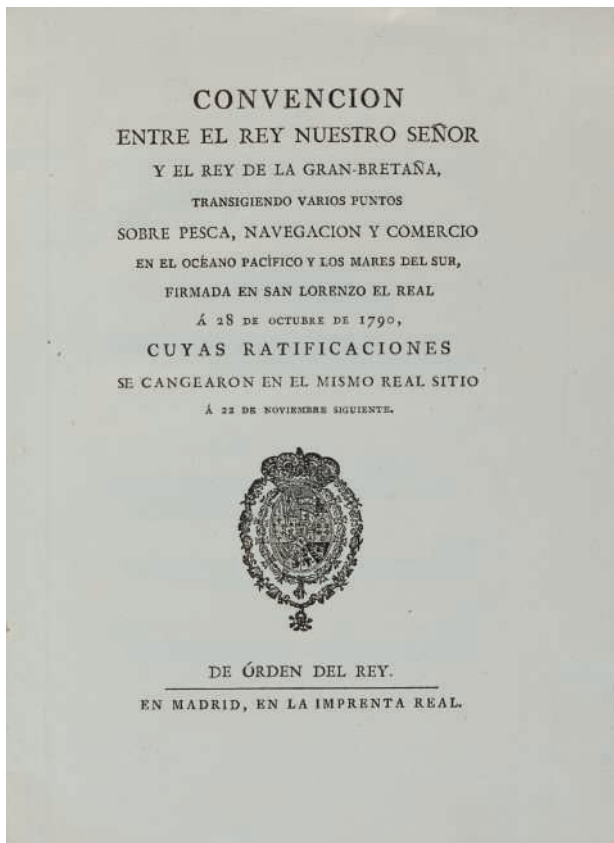 CONVENCION
ENTRE EL REY NUESTRO SEÑOR
Y EL REY DE LA GRAN-BRETAÑA,
TRANSIGIENDO VARIOS PUNTOS
SOBRE PESCA, NAVEGACION Y COMERCIO
EN EL OCÉANO PACÍFICO Y LOS MARES DEL SUR,
FIRMADA EN SAN LORENZO EL REAL
Á 28 DE OCTUBRE DE 1790,
CUYAS RATIFICACIONES
SE CANGEARON EN EL MISMO REAL SITIO
Á 22 DE NOVIEMBRE SIGUIENTE.
DE ÓRDEN DEL REY.
EN MADRID, EN LA IMPRENTA REAL.